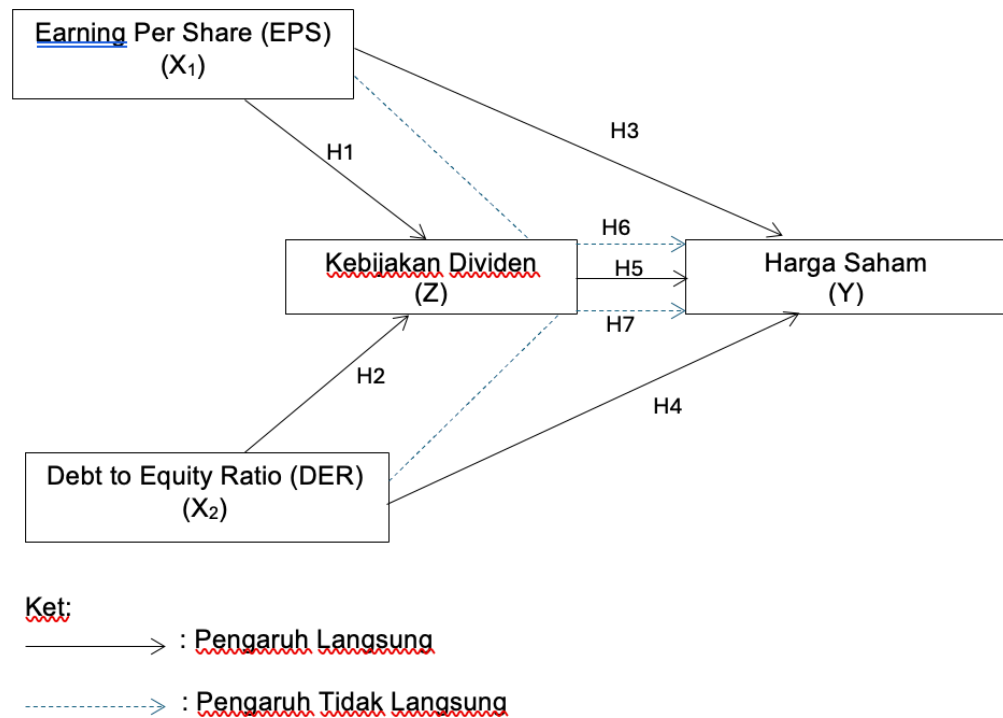 Earning Per Share (EPS)
(X₁)
H3
H1
H6
Kebijakan Dividen
(Z)
H5
Harga Saham
(Y)
H7
H2
H4
Debt to Equity Ratio (DER)
(X₂)
Ket:
: Pengaruh Langsung
: Pengaruh Tidak Langsung